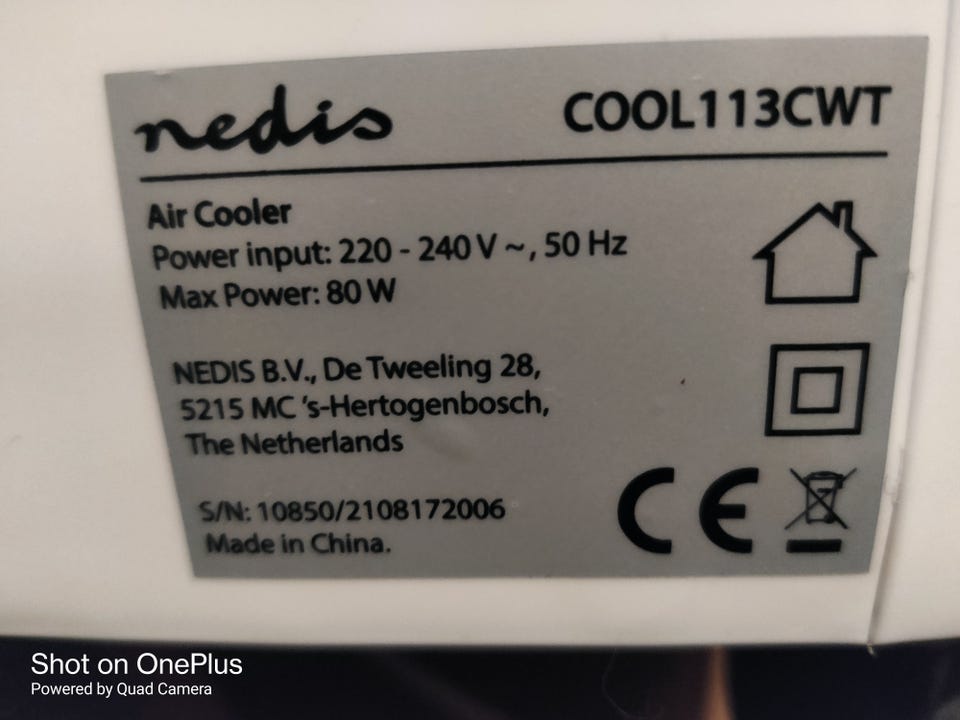 nedis
COOL113CWT
Air Cooler
Power input: 220 - 240 V ~, 50 Hz
Max Power: 80 W
NEDIS B.V., De Tweeling 28,
5215 MC 's-Hertogenbosch,
The Netherlands
S/N: 10850/2108172006
Made in China.
CE
Shot on OnePlus
Powered by Quad Camera